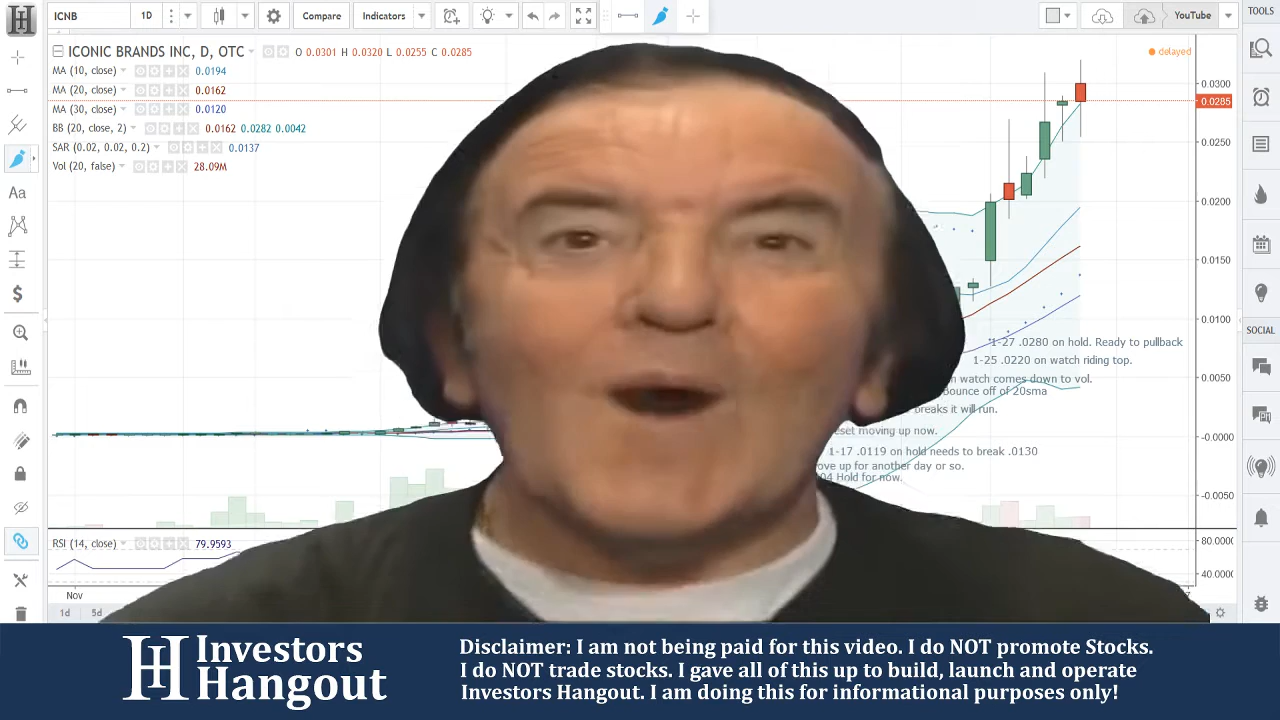 ICNB
1D
Compare
Indicators
YouTube
TOOLS
ICONIC BRANDS INC, D, OTC
O 0.0301 H 0.0320 L 0.0255 C 0.0285
delayed
MA (10, close)
0.0194
MA (20, close)
0.0162
MA (30, close)
0.0120
BB (20, close, 2)
0.0162 0.0282 0.0042
SAR (0.02, 0.02, 0.2)
0.0137
Vol (20, false)
28.09M
0.0300
0.0285
0.0250
0.0200
0.0150
0.0100
0.0050
-0.0000
-0.0050
80.0000
40.0000
SOCIAL
Aa
'1-27 .0280 on hold. Ready to pullback
1-25 .0220 on watch riding top.
watch comes down to vol.
Bounce off of 20sma
breaks it will run.
moving up now.
1-17 .0119 on hold needs to break .0130
up for another day or so.
Hold for now.
RSI (14, close)
79.9593
Nov
1d 5d
Investors
Hangout
Disclaimer: I am not being paid for this video. I do NOT promote Stocks.
I do NOT trade stocks. I gave all of this up to build, launch and operate
Investors Hangout. I am doing this for informational purposes only!